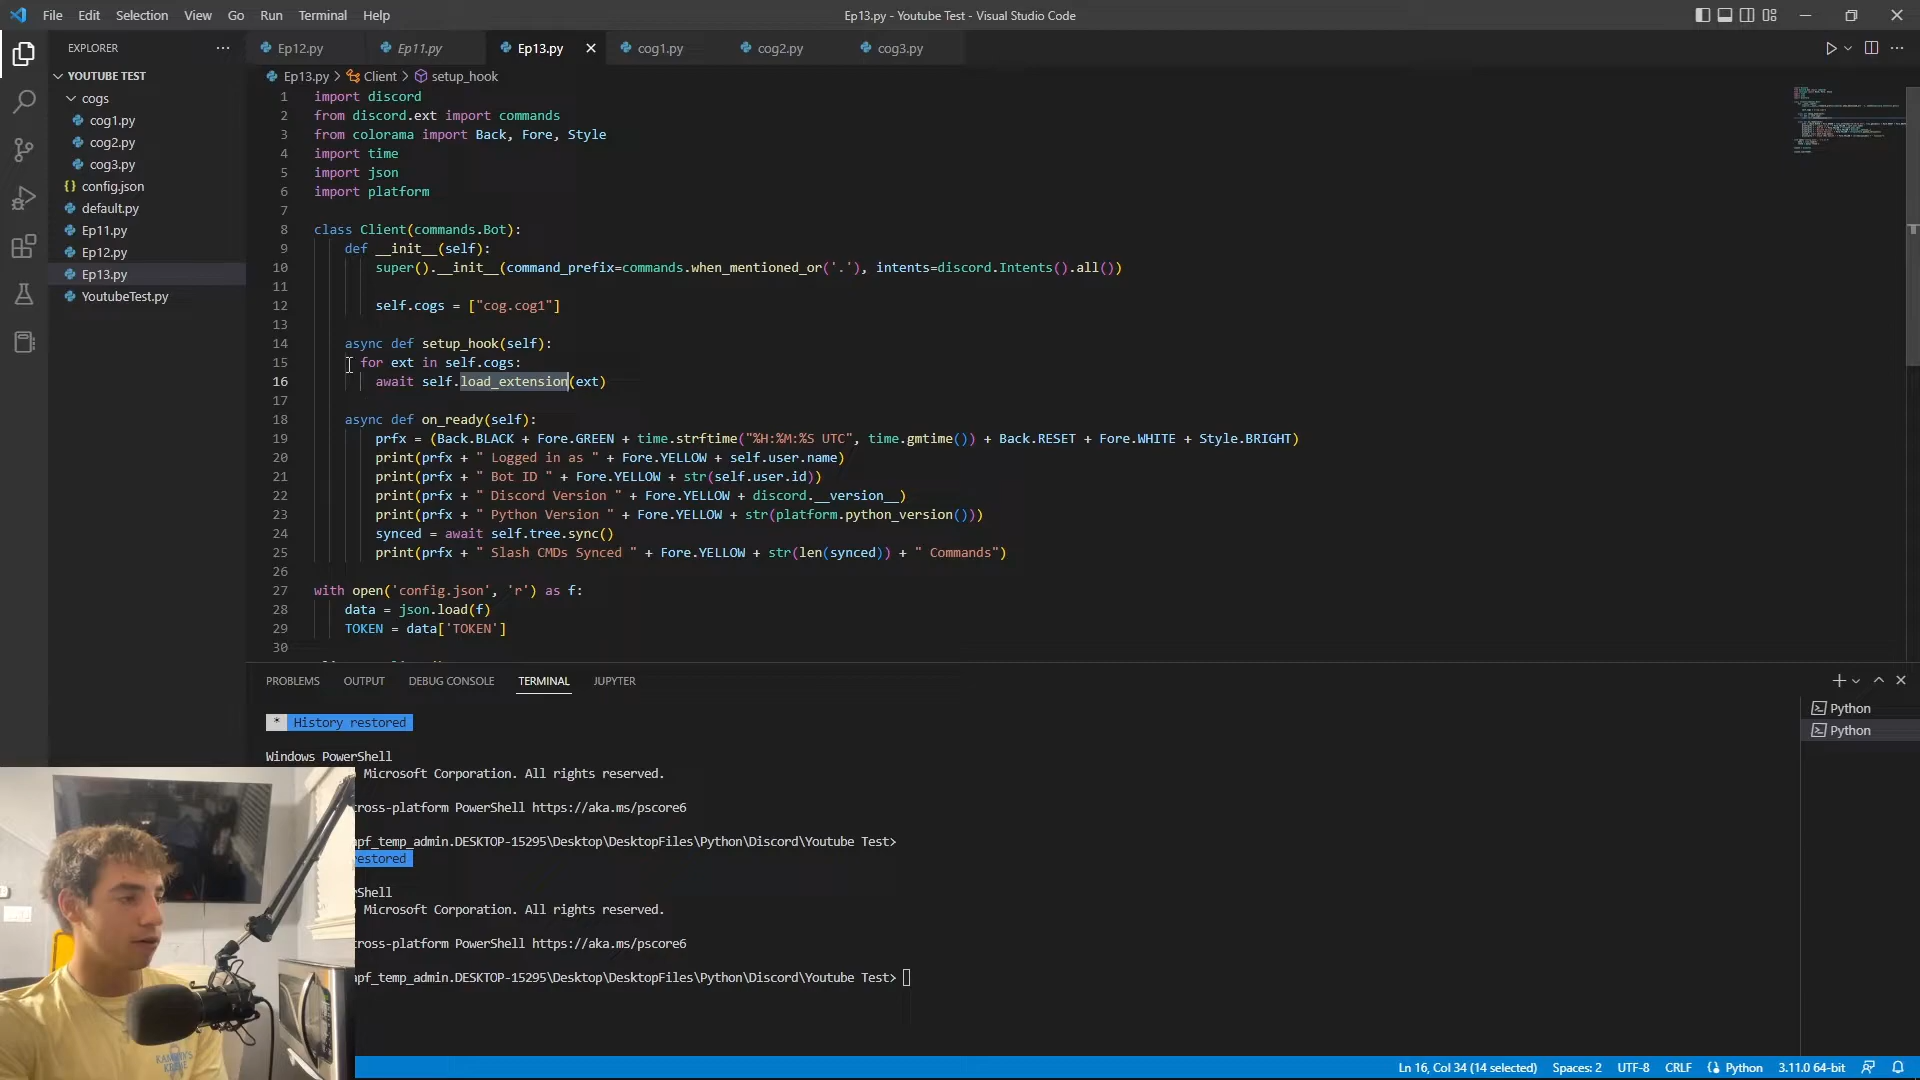 File Edit Selection View Go Run Terminal Help
Ep13.py - Youtube Test - Visual Studio Code
EXPLORER
YOUTUBE TEST
cogs
cog1.py
cog2.py
cog3.py
config.json
default.py
Ep11.py
Ep12.py
Ep13.py
YoutubeTest.py
Ep12.py Ep11.py Ep13.py cog1.py cog2.py cog3.py
Ep13.py > Client > setup_hook
1 import discord
2 from discord.ext import commands
3 from colorama import Back, Fore, Style
4 import time
5 import json
6 import platform
7
8 class Client(commands.Bot):
9 def __init__(self):
10 super().__init__(command_prefix=commands.when_mentioned_or('.'), intents=discord.Intents().all())
11
12 self.cogs = ["cog.cog1"]
13
14 async def setup_hook(self):
15 for ext in self.cogs:
16 await self.load_extension(ext)
17
18 async def on_ready(self):
19 prfx = (Back.BLACK + Fore.GREEN + time.strftime("%H:%M:%S UTC", time.gmtime()) + Back.RESET + Fore.WHITE + Style.BRIGHT)
20 print(prfx + " Logged in as " + Fore.YELLOW + self.user.name)
21 print(prfx + " Bot ID " + Fore.YELLOW + str(self.user.id))
22 print(prfx + " Discord Version " + Fore.YELLOW + discord.__version__)
23 print(prfx + " Python Version " + Fore.YELLOW + str(platform.python_version()))
24 synced = await self.tree.sync()
25 print(prfx + " Slash CMDs Synced " + Fore.YELLOW + str(len(synced)) + " Commands")
26
27 with open('config.json', 'r') as f:
28 data = json.load(f)
29 TOKEN = data['TOKEN']
30
PROBLEMS OUTPUT DEBUG CONSOLE TERMINAL JUPYTER
* History restored
Windows PowerShell
Microsoft Corporation. All rights reserved.
ross-platform PowerShell https://aka.ms/pscore6
pf_temp_admin.DESKTOP-15295\Desktop\DesktopFiles\Python\Discord\Youtube Test>
estored
rShell
Microsoft Corporation. All rights reserved.
ross-platform PowerShell https://aka.ms/pscore6
pf_temp_admin.DESKTOP-15295\Desktop\DesktopFiles\Python\Discord\Youtube Test>
Python
Python
Ln 16, Col 34 (14 selected) Spaces: 2 UTF-8 CRLF Python 3.11.0 64-bit